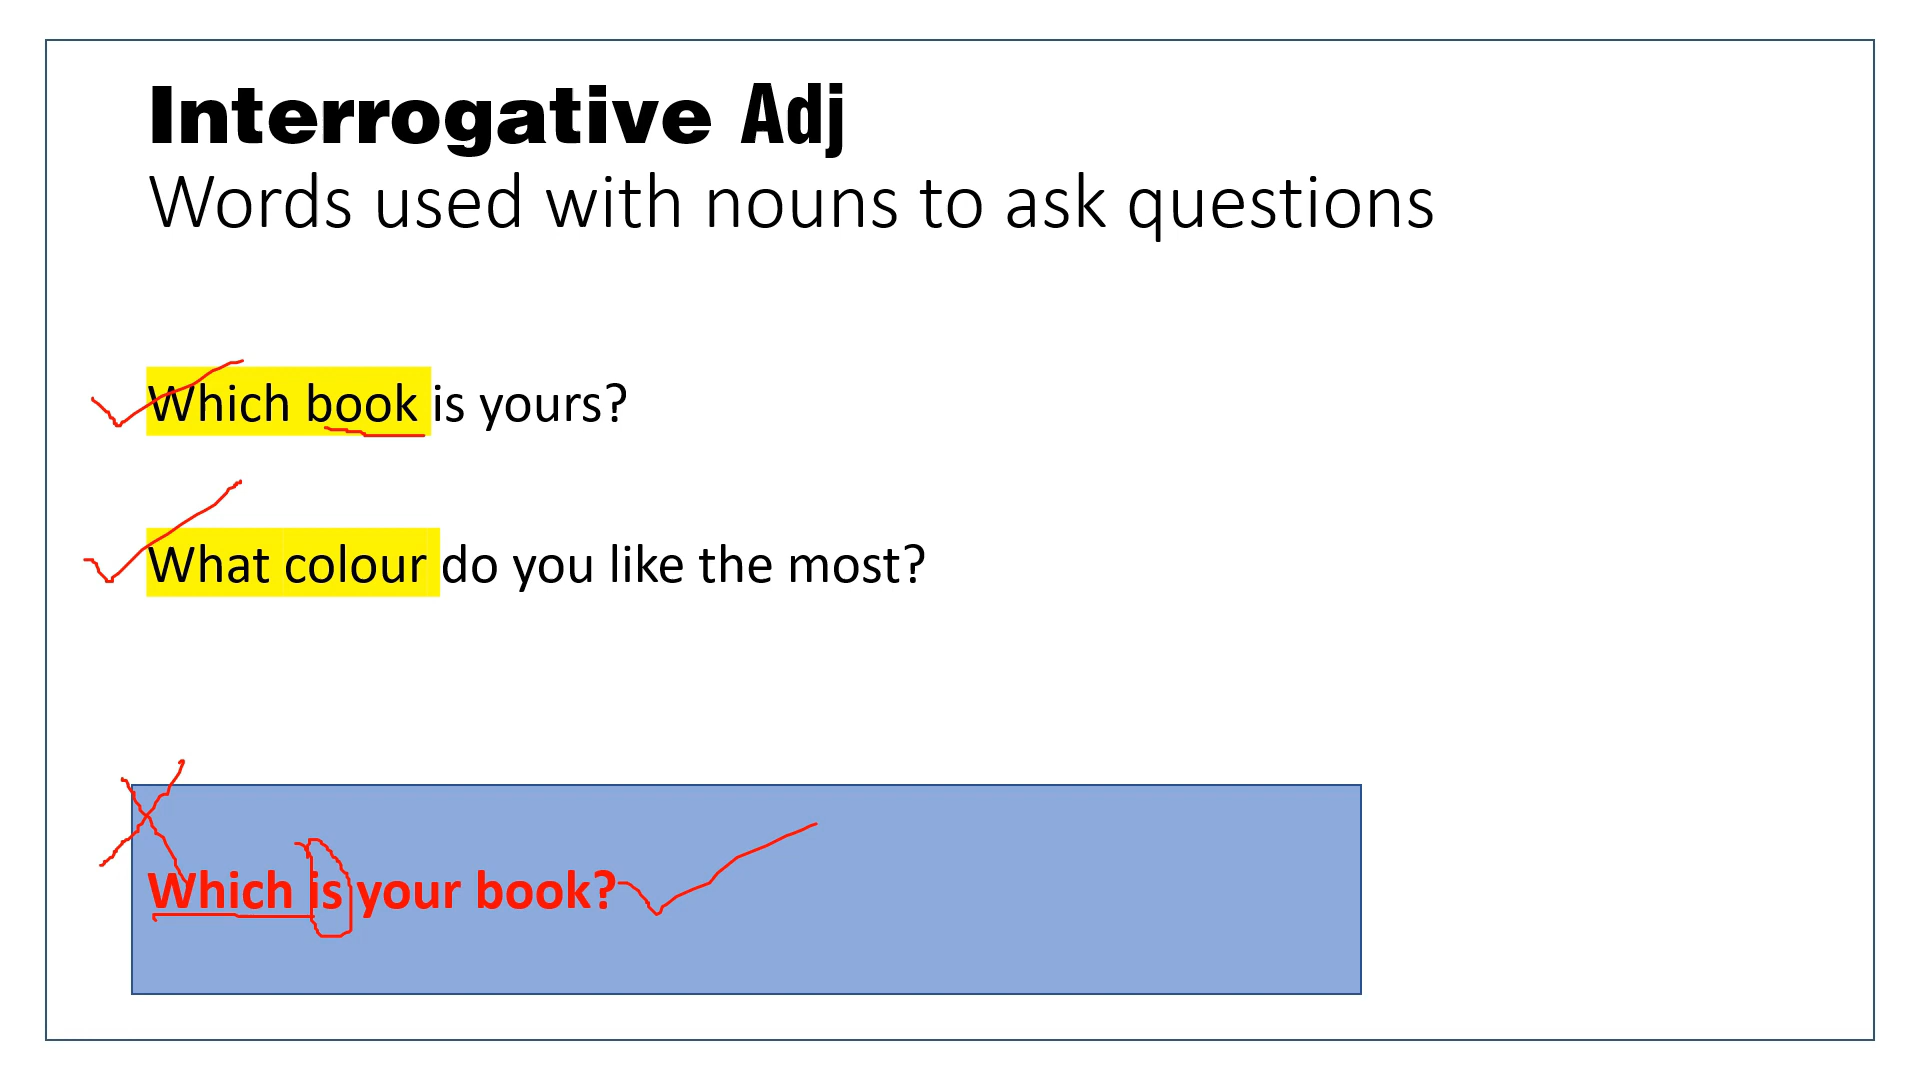 Interrogative Adj
Words used with nouns to ask questions
Which book is yours?
What colour do you like the most?
Which is your book?